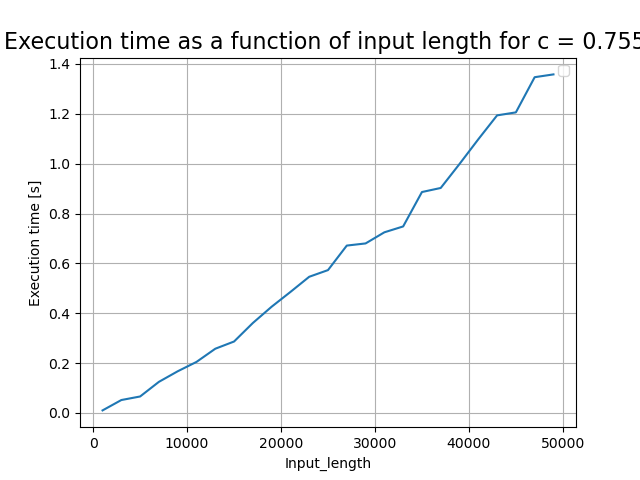 Execution time as a function of input length for c = 0.755
1.4
1.2
1.0
0.8
0.6
0.4
0.2
0.0
Execution time [s]
0 10000 20000 30000 40000 50000
Input_length